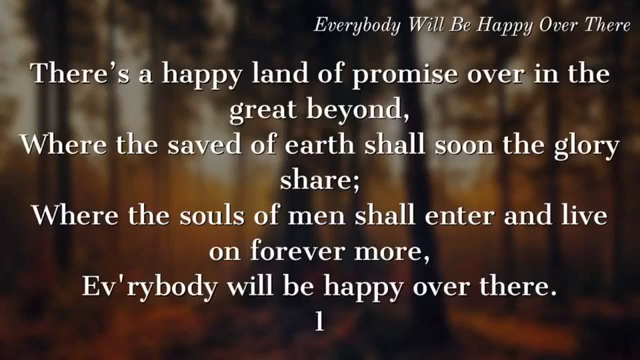 Everybody Will Be Happy Over There
There’s a happy land of promise over in the
great beyond,
Where the saved of earth shall soon the glory
share;
Where the souls of men shall enter and live
on forever more,
Ev'rybody will be happy over there.
1